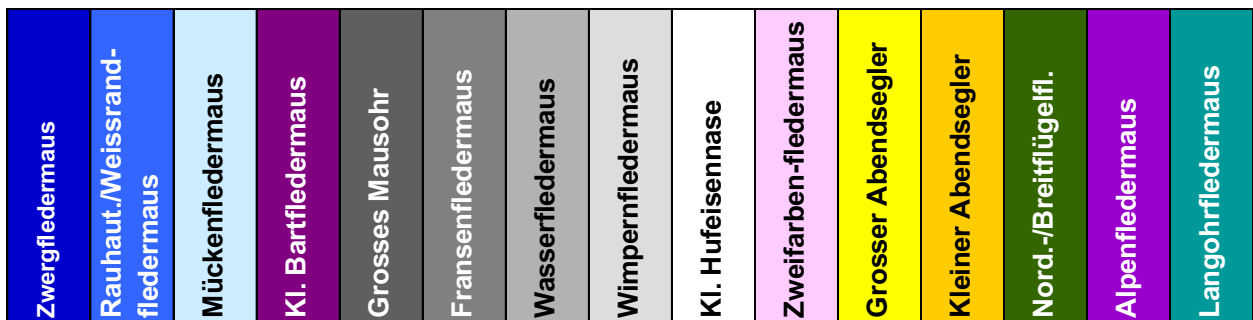 Zwergfledermaus
Rauhaut./Weissrand-
fledermaus
Mückenfledermaus
Kl. Bartfledermaus
Grosses Mausohr
Fransenfledermaus
Wasserfledermaus
Wimpernfledermaus
Kl. Hufeisennase
Zweifarben-fledermaus
Grosser Abendsegler
Kleiner Abendsegler
Nord.-/Breitflügelfl.
Alpenfledermaus
Langohrfledermaus